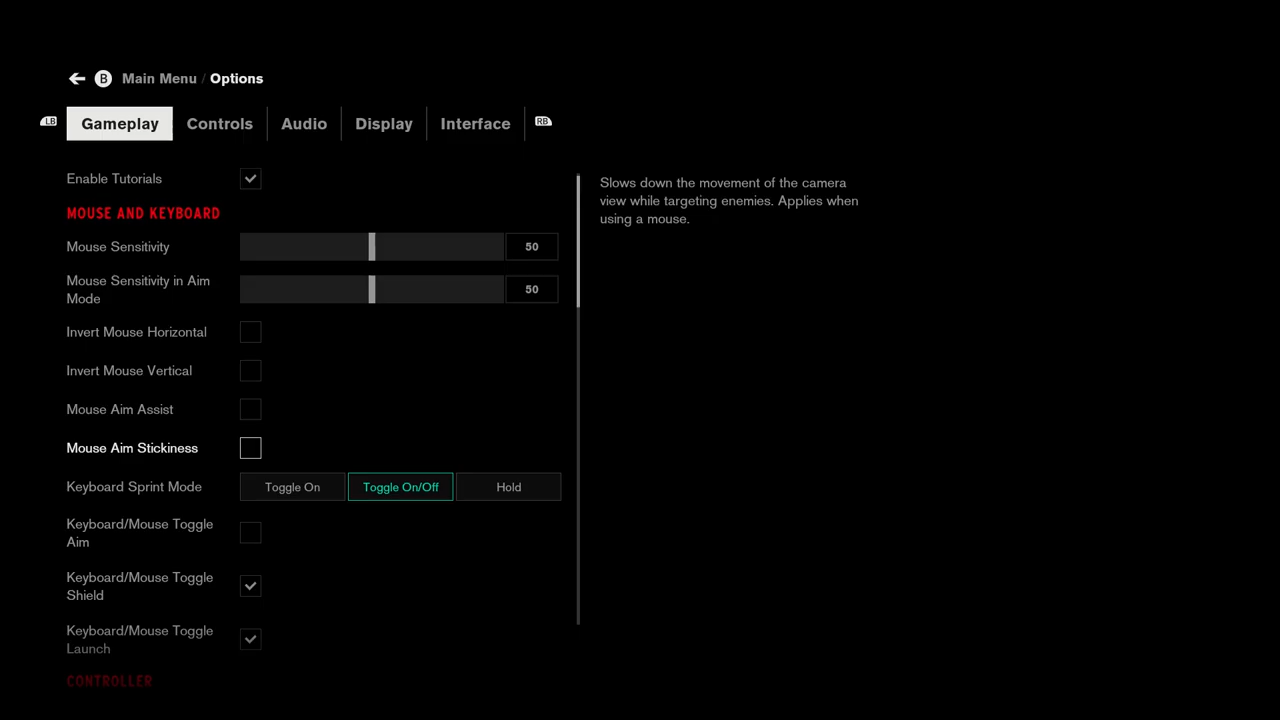 B Main Menu / Options
LB Gameplay Controls Audio Display Interface RB
Enable Tutorials
MOUSE AND KEYBOARD
Mouse Sensitivity 50
Mouse Sensitivity in Aim
Mode 50
Invert Mouse Horizontal
Invert Mouse Vertical
Mouse Aim Assist
Mouse Aim Stickiness
Keyboard Sprint Mode Toggle On Toggle On/Off Hold
Keyboard/Mouse Toggle
Aim
Keyboard/Mouse Toggle
Shield
Keyboard/Mouse Toggle
Launch
CONTROLLER
Slows down the movement of the camera
view while targeting enemies. Applies when
using a mouse.